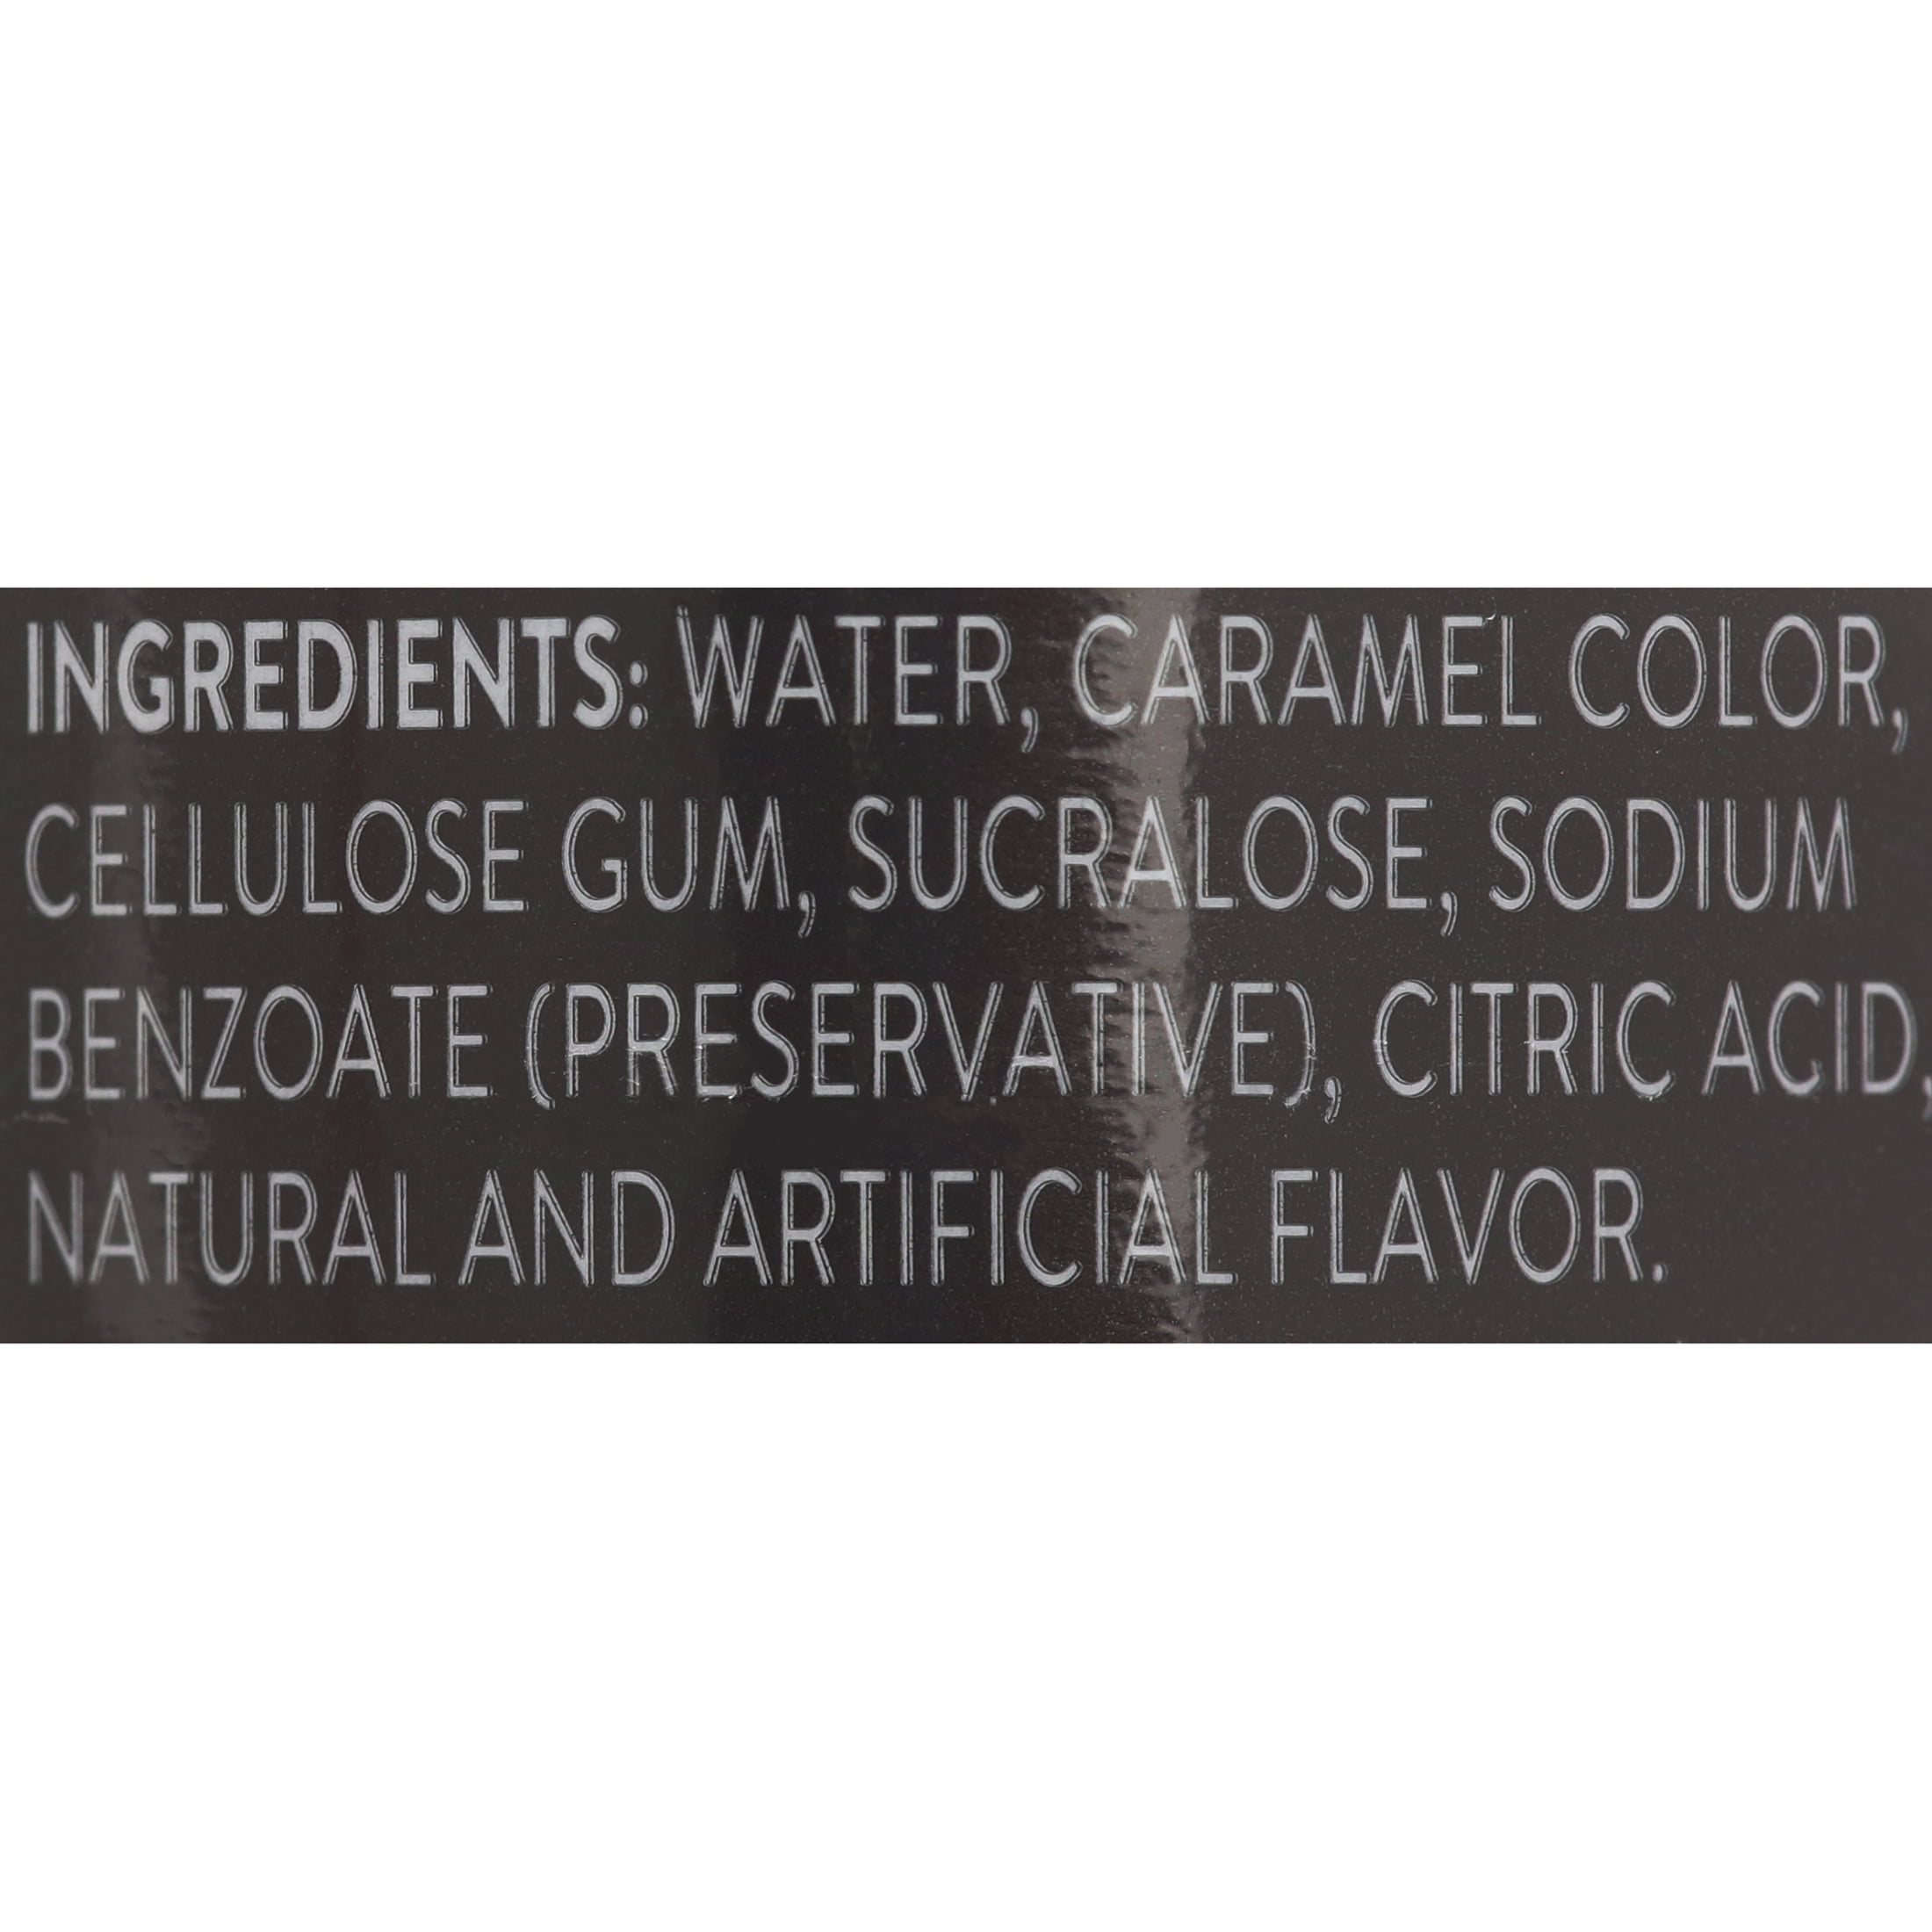 INGREDIENTS: WATER, CARAMEL COLOR,
CELLULOSE GUM, SUCRALOSE, SODIUM
BENZOATE (PRESERVATIVE), CITRIC ACID,
NATURAL AND ARTIFICIAL FLAVOR.